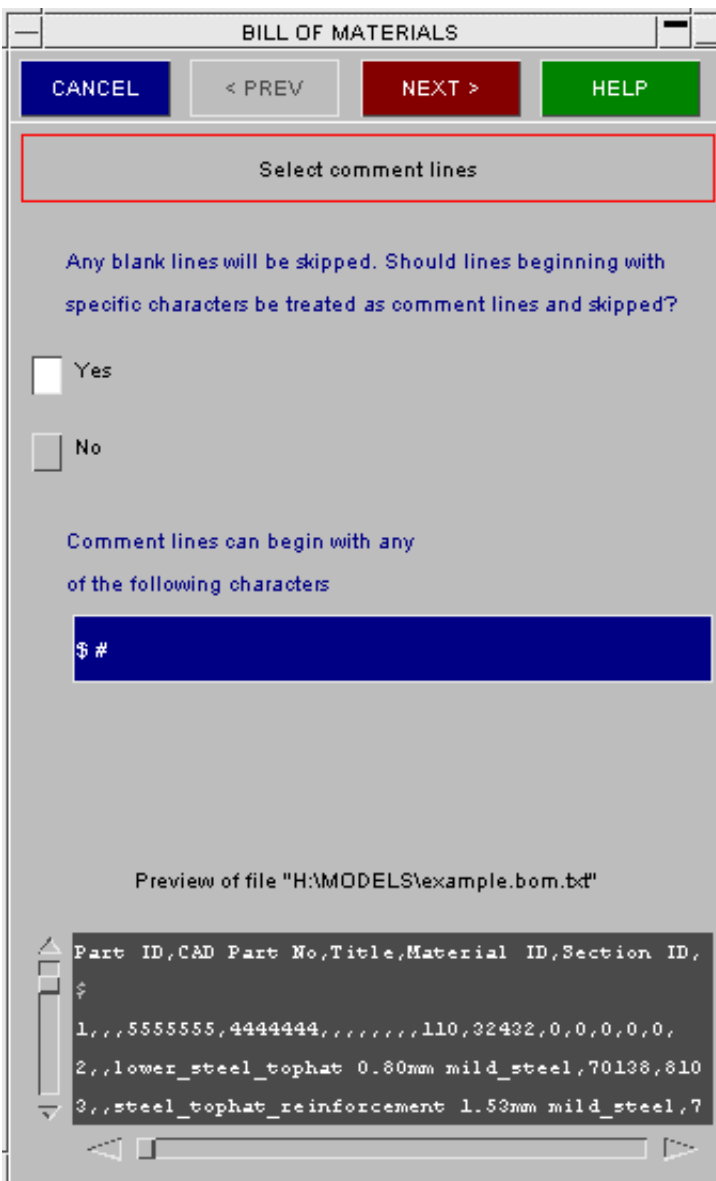 BILL OF MATERIALS
CANCEL
< PREV
NEXT >
HELP
Select comment lines
Any blank lines will be skipped. Should lines beginning with
specific characters be treated as comment lines and skipped?
Yes
No
Comment lines can begin with any
of the following characters
$ #
Preview of file "H:\MODELS\example.bom.txt"
Part ID,CAD Part No,Title,Material ID,Section ID,
$
1,,,5555555,4444444,,,,,,,,110,32432,0,0,0,0,0,
2,,lower_steel_tophat 0.80mm mild_steel,70138,810
3,,steel_tophat_reinforcement 1.53mm mild_steel,7